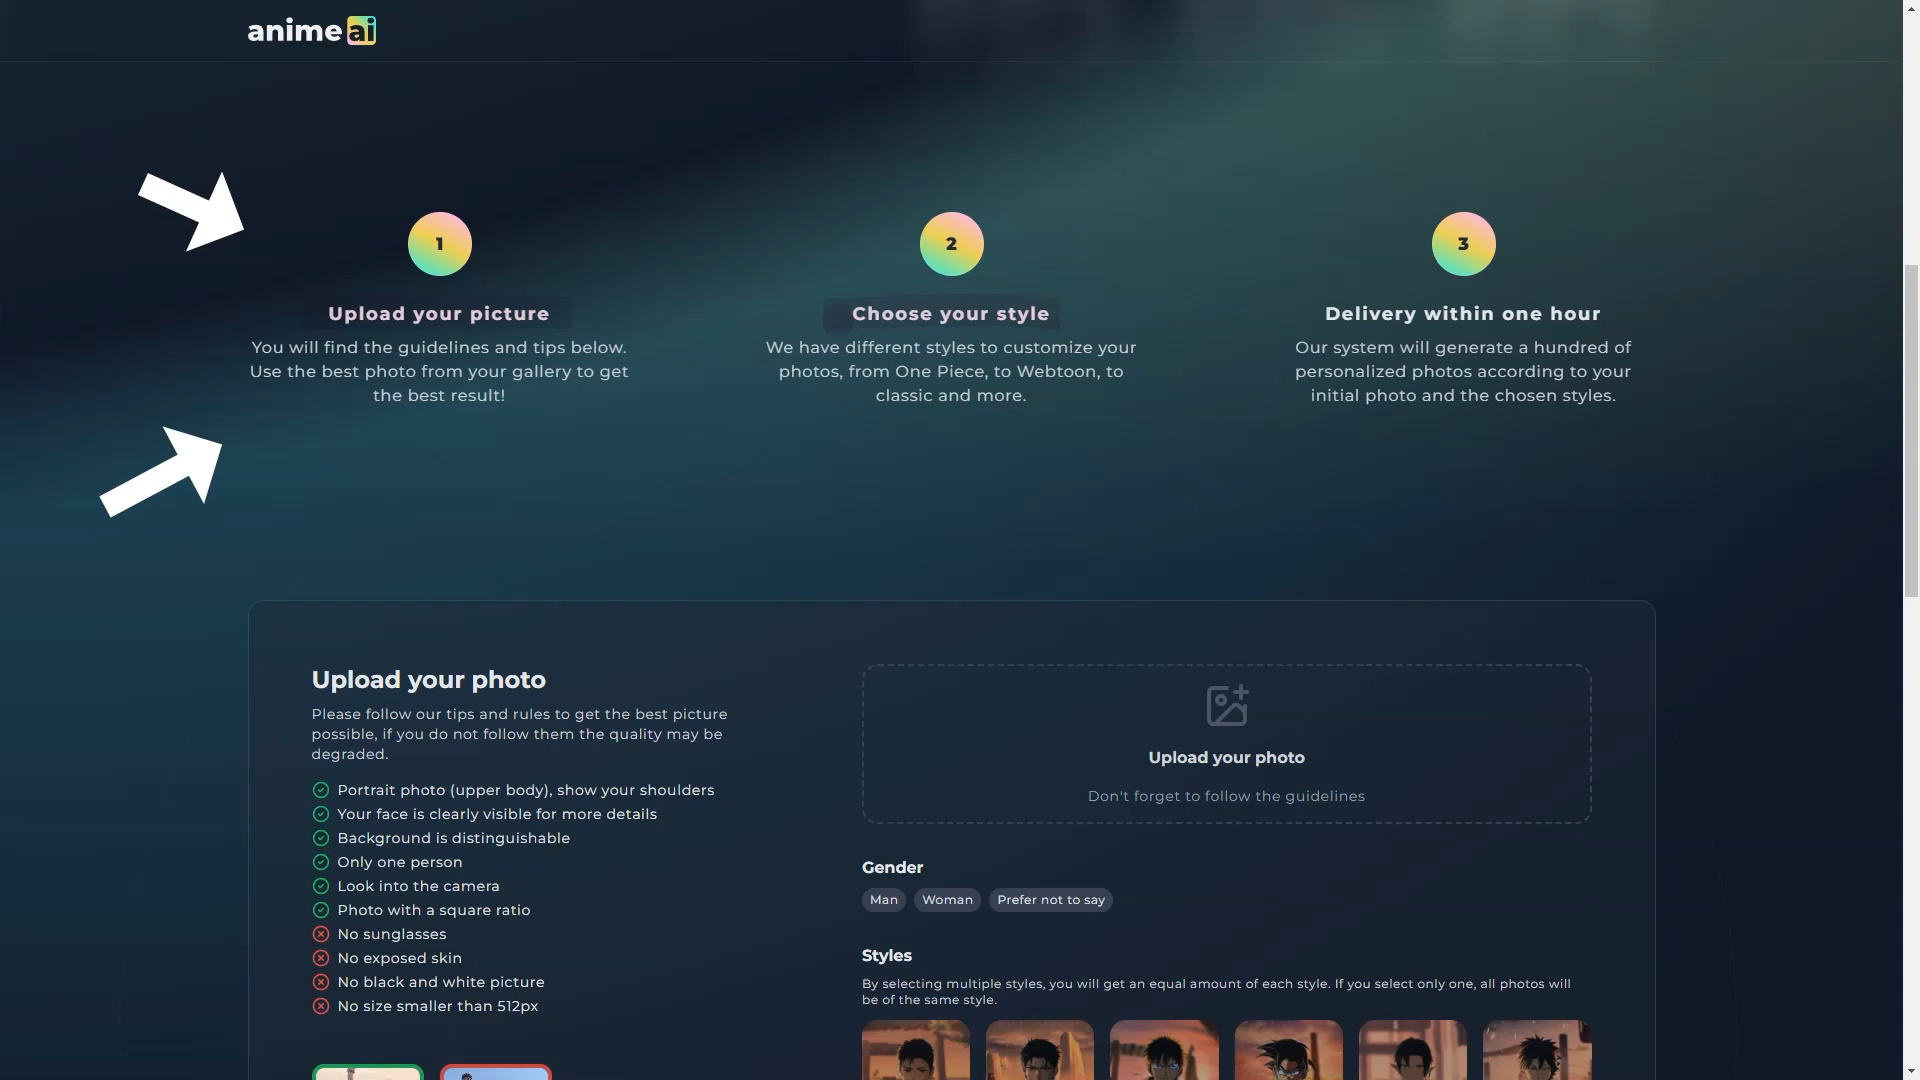 anime ai
1
Upload your picture
You will find the guidelines and tips below.
Use the best photo from your gallery to get
the best result!
2
Choose your style
We have different styles to customize your
photos, from One Piece, to Webtoon, to
classic and more.
3
Delivery within one hour
Our system will generate a hundred of
personalized photos according to your
initial photo and the chosen styles.
Upload your photo
Please follow our tips and rules to get the best picture
possible, if you do not follow them the quality may be
degraded.
Portrait photo (upper body), show your shoulders
Your face is clearly visible for more details
Background is distinguishable
Only one person
Look into the camera
Photo with a square ratio
No sunglasses
No exposed skin
No black and white picture
No size smaller than 512px
Upload your photo
Don't forget to follow the guidelines
Gender
Man Woman Prefer not to say
Styles
By selecting multiple styles, you will get an equal amount of each style. If you select only one, all photos will
be of the same style.